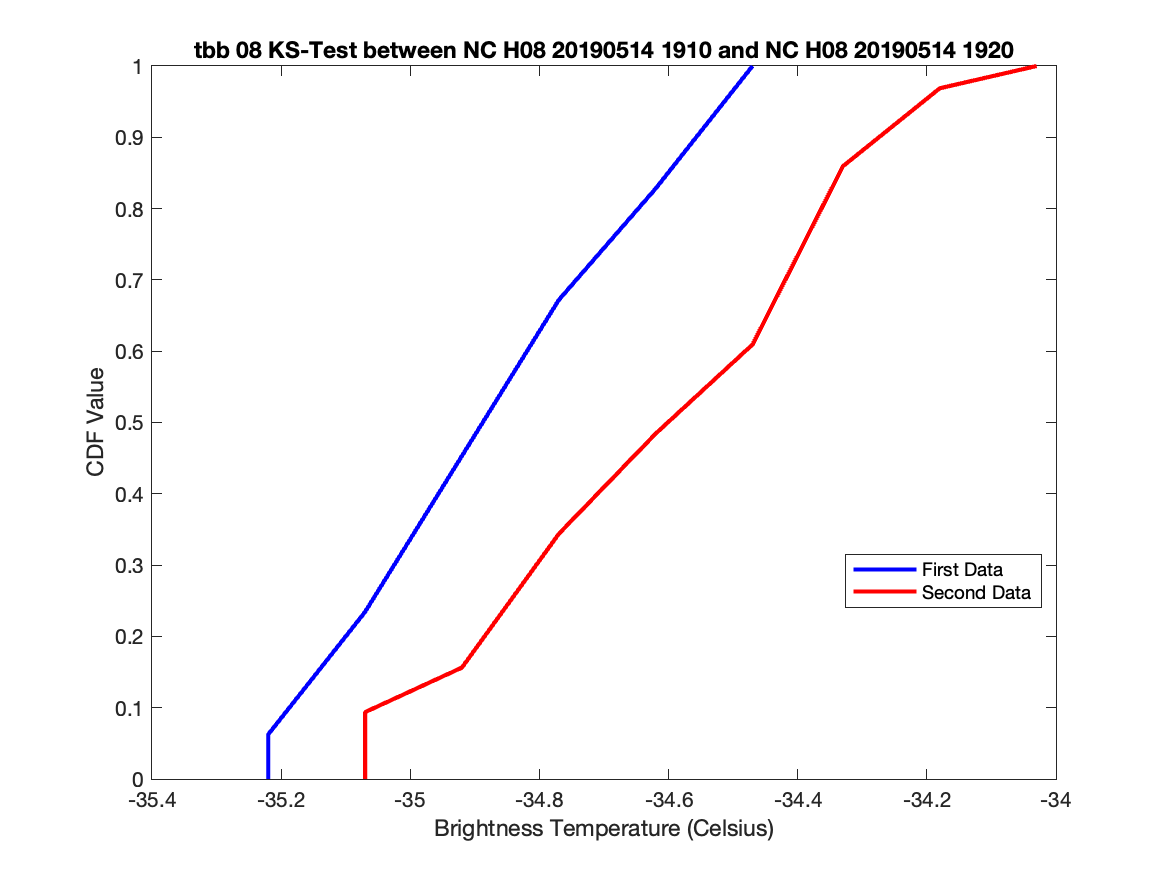 tbb 08 KS-Test between NC H08 20190514 1910 and NC H08 20190514 1920
1
0.9
0.8
0.7
0.6
0.5
0.4
0.3
0.2
0.1
0
CDF Value
First Data
Second Data
-35.4 -35.2 -35 -34.8 -34.6 -34.4 -34.2 -34
Brightness Temperature (Celsius)